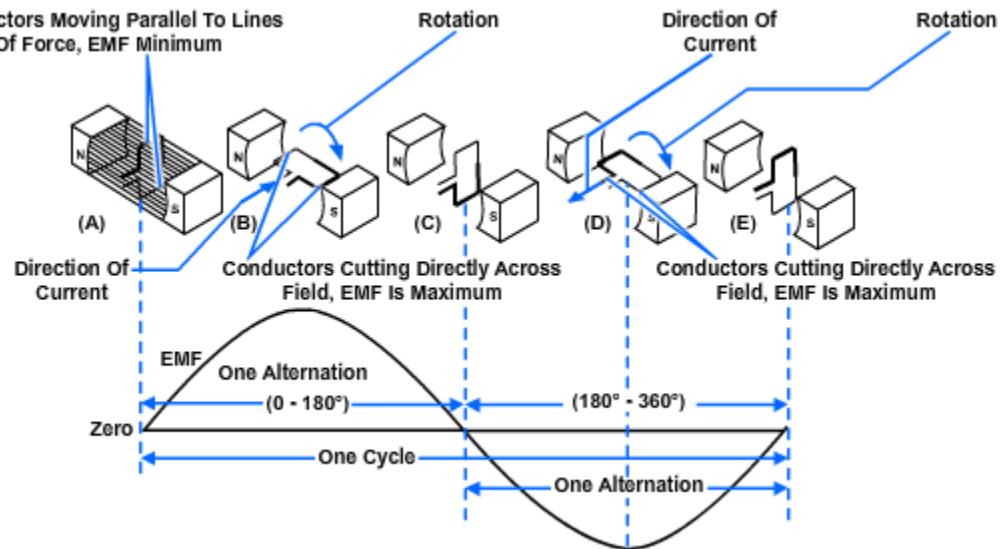 ctors Moving Parallel To Lines
Of Force, EMF Minimum
Rotation
Direction Of
Current
Rotation
N
S
(A)
N
S
(B)
N
S
(C)
N
S
(D)
N
S
(E)
Direction Of
Current
Conductors Cutting Directly Across
Field, EMF Is Maximum
Conductors Cutting Directly Across
Field, EMF Is Maximum
EMF
One Alternation
(0 - 180°)
(180° - 360°)
Zero
One Cycle
One Alternation